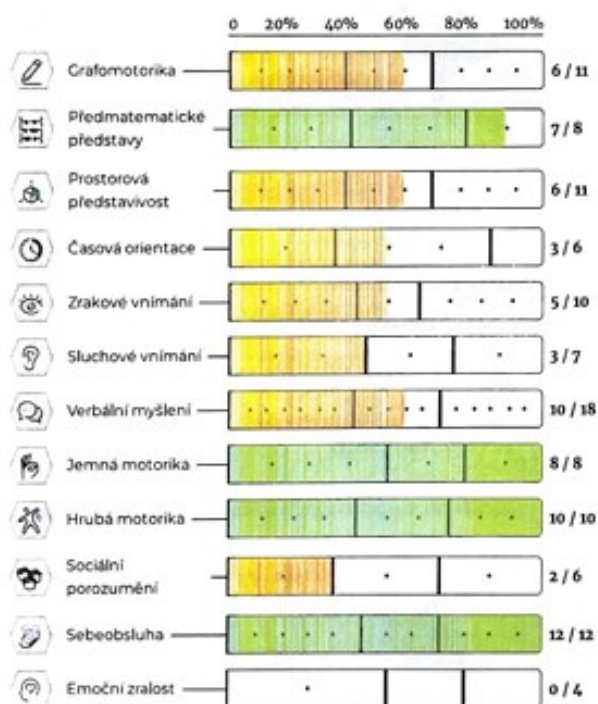 0 20% 40% 60% 80% 100%
Grafomotorika 6 / 11
Předmatematické
představy 7 / 8
Prostorová
představivost 6 / 11
Časová orientace 3 / 6
Zrakové vnímání 5 / 10
Sluchové vnímání 3 / 7
Verbální myšlení 10 / 18
Jemná motorika 8 / 8
Hrubá motorika 10 / 10
Sociální
porozumění 2 / 6
Sebeobsluha 12 / 12
Emoční zralost 0 / 4